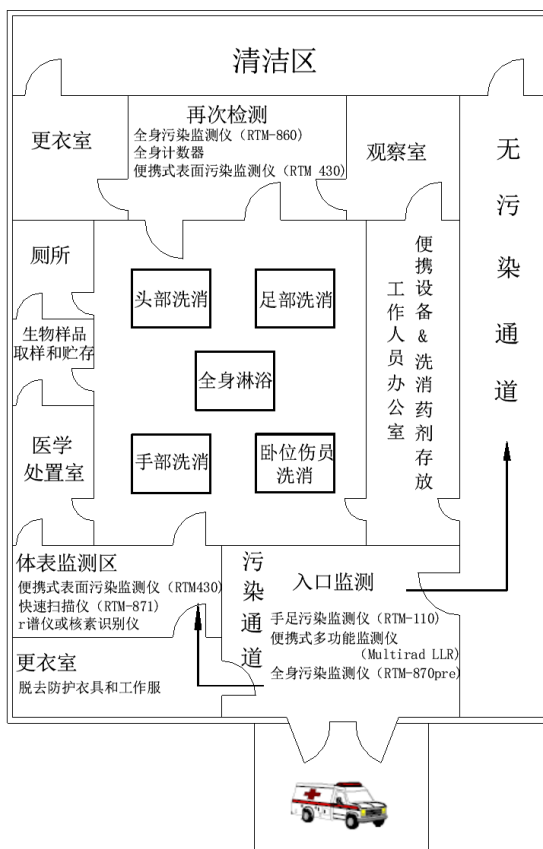 清洁区
更衣室
再次检测
全身污染监测仪（RTM-860）
全身计数器
便携式表面污染监测仪（RTM 430）
观察室
无污染通道
厕所
生物样品
取样和贮存
医学
处置室
头部洗消
足部洗消
全身淋浴
手部洗消
卧位伤员
洗消
便携设备&洗消药剂存放
工作人员办公室
体表监测区
便携式表面污染监测仪（RTM430）
快速扫描仪（RTM-871）
r谱仪或核素识别仪
污染通道
入口监测
手足污染监测仪（RTM-110）
便携式多功能监测仪
（Multirad LLR）
全身污染监测仪（RTM-870pre）
更衣室
脱去防护衣具和工作服